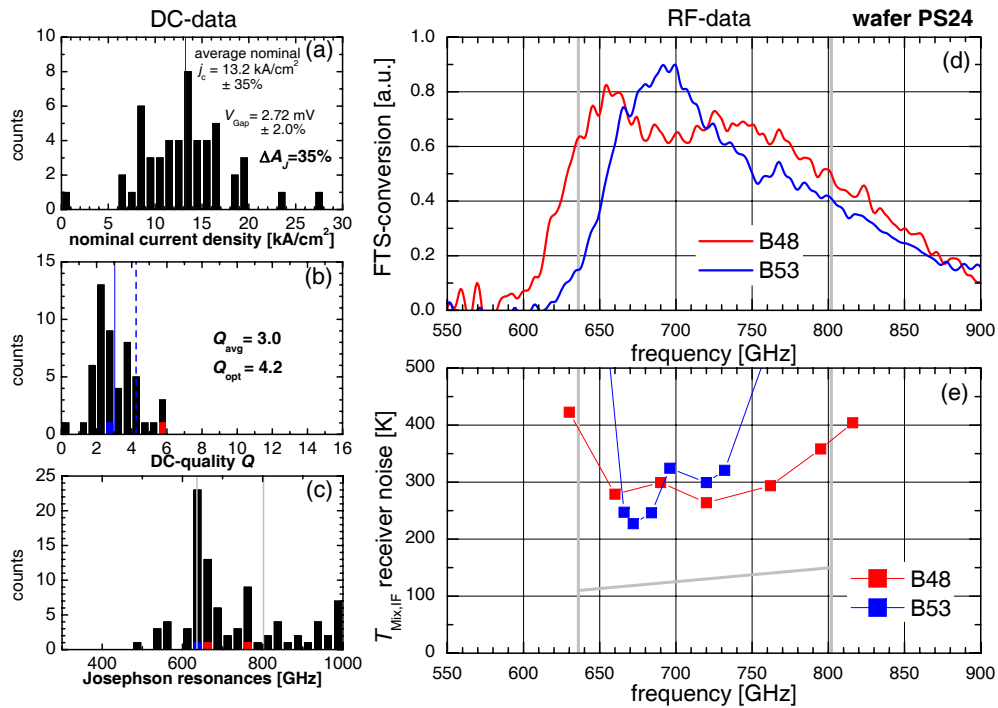 DC-data
RF-data
wafer PS24
(a)
average nominal
j_c = 13.2 kA/cm²
± 35%
V_Gap = 2.72 mV
± 2.0%
ΔA_J=35%
counts
0 2 4 6 8 10
0 5 10 15 20 25 30
nominal current density [kA/cm²]
(b)
Q_avg = 3.0
Q_opt = 4.2
counts
0 5 10 15
0 2 4 6 8 10 12 14 16
DC-quality Q
(c)
counts
0 5 10 15 20 25
400 600 800 1000
Josephson resonances [GHz]
(d)
FTS-conversion [a.u.]
0.0 0.2 0.4 0.6 0.8 1.0
B48
B53
550 600 650 700 750 800 850 900
frequency [GHz]
(e)
T_Mix,IF receiver noise [K]
0 100 200 300 400 500
B48
B53
550 600 650 700 750 800 850 900
frequency [GHz]